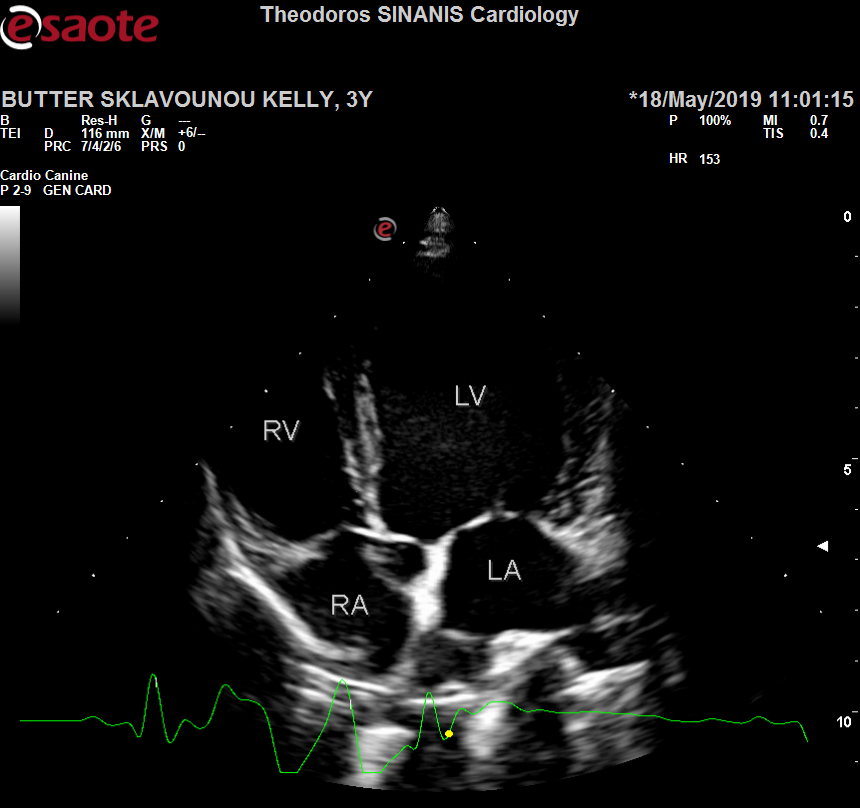 esaote
Theodoros SINANIS Cardiology
BUTTER SKLAVOUNOU KELLY, 3Y *18/May/2019 11:01:15
B Res-H G --- P 100% MI 0.7
TEI D 116 mm X/M +6/-- TIS 0.4
PRC 7/4/2/6 PRS 0
HR 153
Cardio Canine
P 2-9 GEN CARD
e
0
LV
RV
5
LA
RA
10